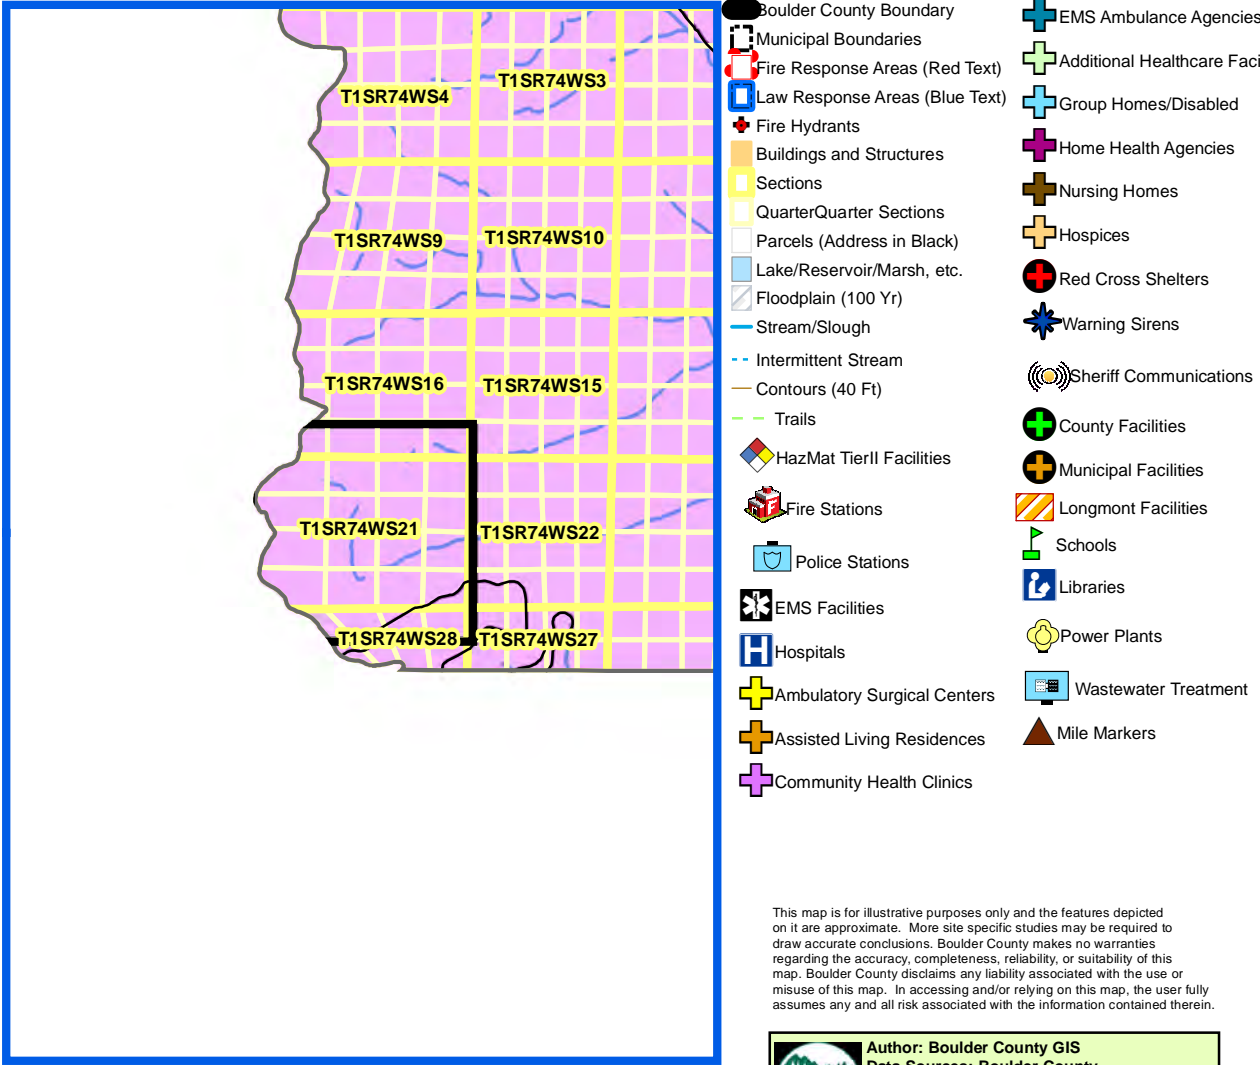 T1SR74WS4
T1SR74WS3
T1SR74WS9
T1SR74WS10
T1SR74WS16
T1SR74WS15
T1SR74WS21
T1SR74WS22
T1SR74WS28
T1SR74WS27
Boulder County Boundary
Municipal Boundaries
Fire Response Areas (Red Text)
Law Response Areas (Blue Text)
Fire Hydrants
Buildings and Structures
Sections
QuarterQuarter Sections
Parcels (Address in Black)
Lake/Reservoir/Marsh, etc.
Floodplain (100 Yr)
Stream/Slough
Intermittent Stream
Contours (40 Ft)
Trails
HazMat TierII Facilities
Fire Stations
Police Stations
EMS Facilities
H Hospitals
Ambulatory Surgical Centers
Assisted Living Residences
Community Health Clinics
EMS Ambulance Agencies
Additional Healthcare Faci
Group Homes/Disabled
Home Health Agencies
Nursing Homes
Hospices
Red Cross Shelters
Warning Sirens
Sheriff Communications
County Facilities
Municipal Facilities
Longmont Facilities
Schools
Libraries
Power Plants
Wastewater Treatment
Mile Markers
This map is for illustrative purposes only and the features depicted
on it are approximate. More site specific studies may be required to
draw accurate conclusions. Boulder County makes no warranties
regarding the accuracy, completeness, reliability, or suitability of this
map. Boulder County disclaims any liability associated with the use or
misuse of this map. In accessing and/or relying on this map, the user fully
assumes any and all risk associated with the information contained therein.
Author: Boulder County GIS
Data Sources: Boulder County